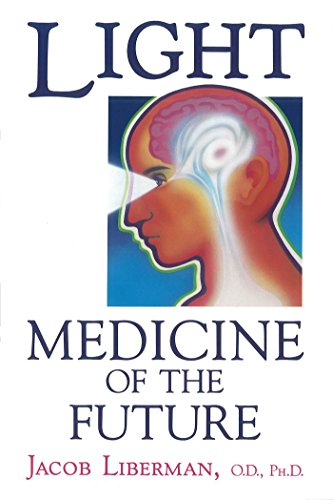 LIGHT
MEDICINE
OF THE
FUTURE
JACOB LIBERMAN, O.D., PH.D.